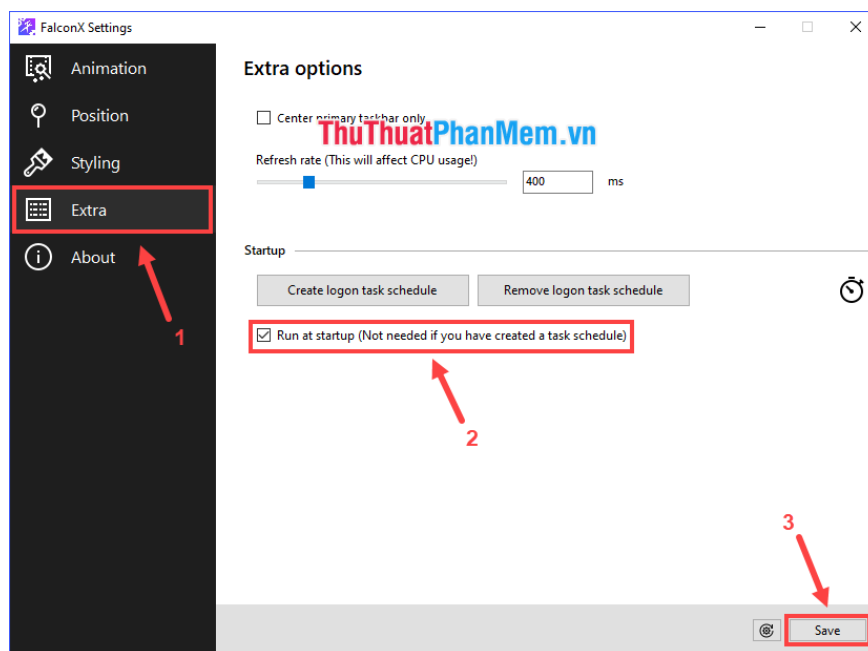 FalconX Settings
Animation
Position
Styling
Extra
About
1
Extra options
Center primary taskbar only
ThuThuatPhanMem.vn
Refresh rate (This will affect CPU usage!)
400 ms
Startup
Create logon task schedule Remove logon task schedule
Run at startup (Not needed if you have created a task schedule)
2
3
Save